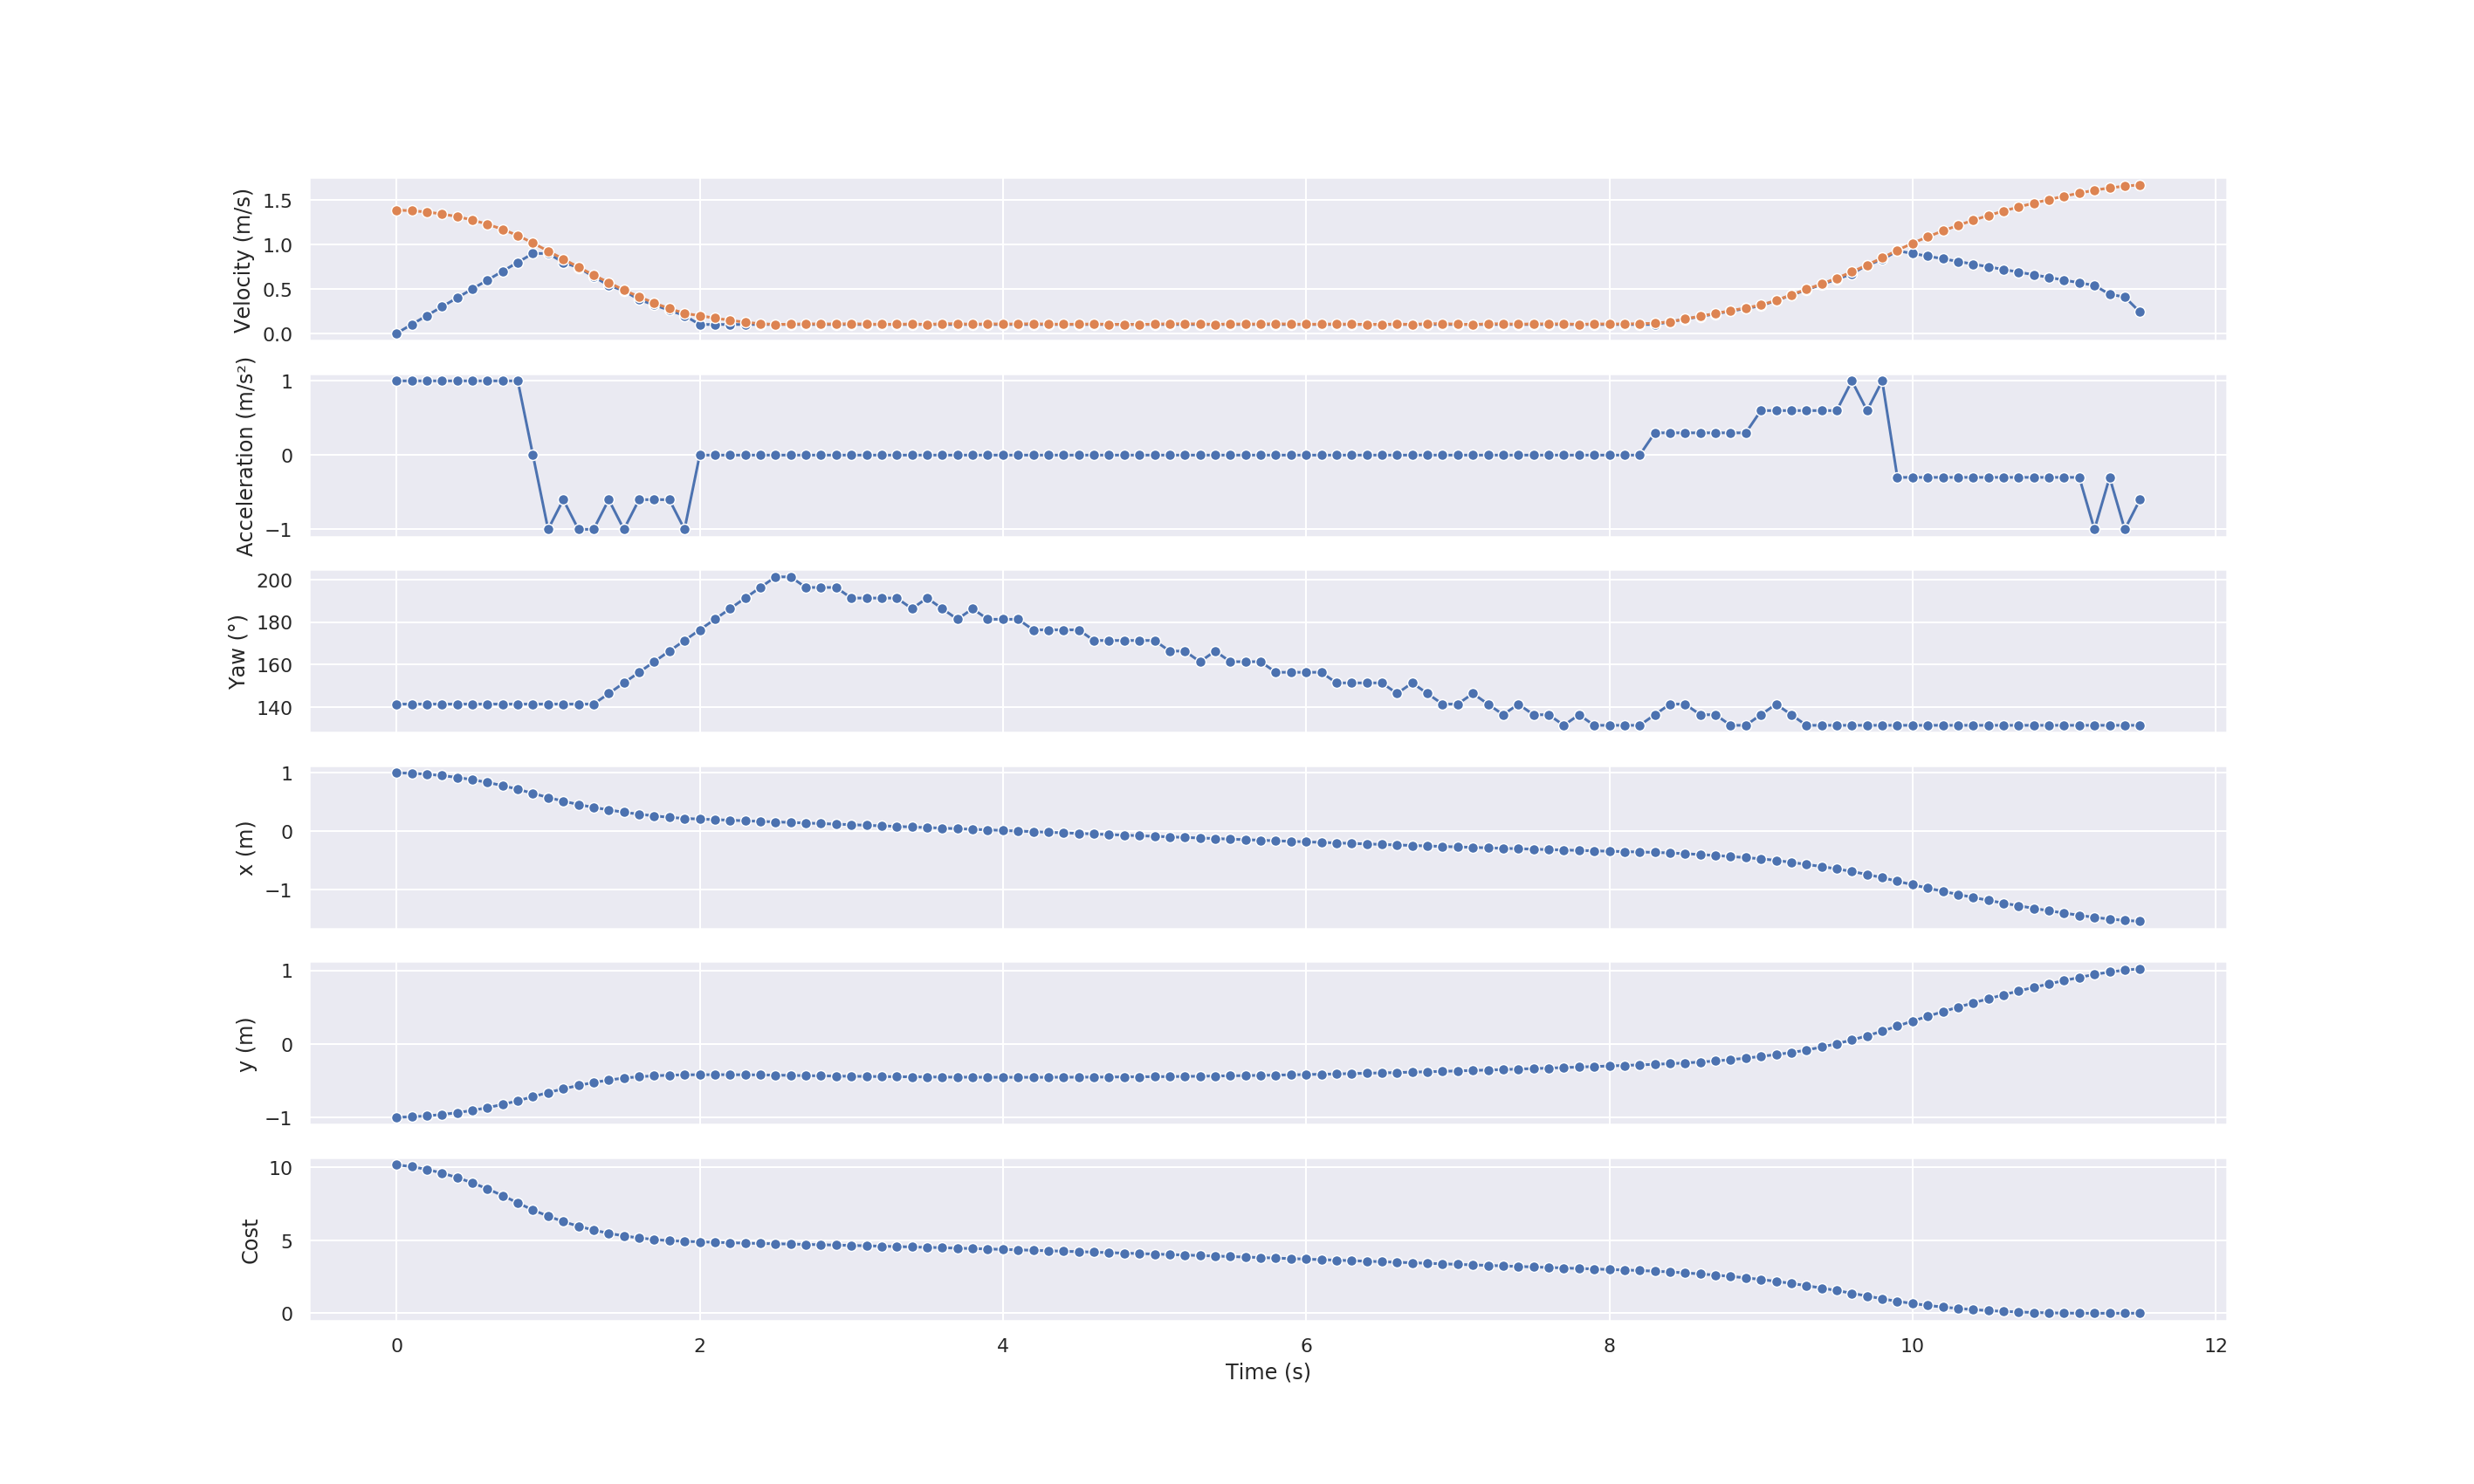 Velocity (m/s)
1.5
1.0
0.5
0.0
Acceleration (m/s²)
1
0
−1
Yaw (°)
200
180
160
140
x (m)
1
0
−1
y (m)
1
0
−1
Cost
10
5
0
0 2 4 6 8 10 12
Time (s)